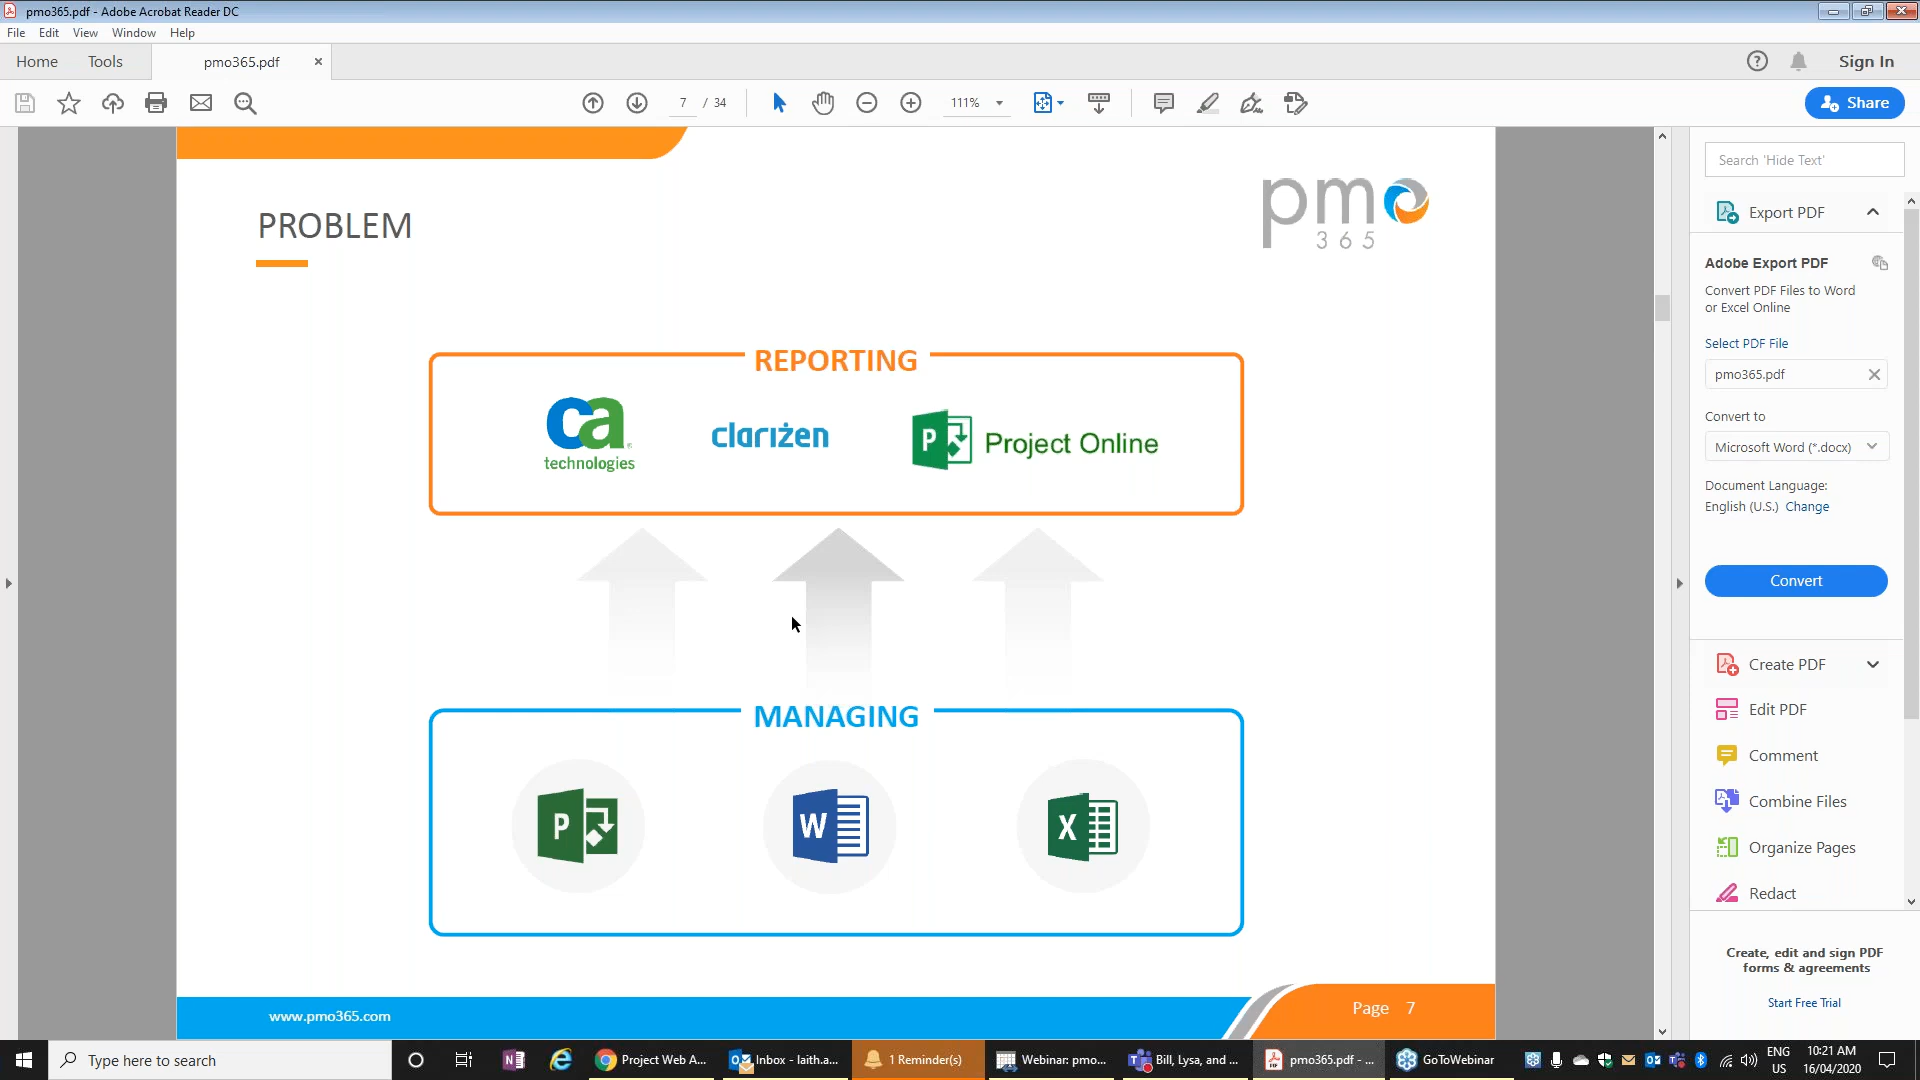 pmo365.pdf - Adobe Acrobat Reader DC
File Edit View Window Help
Home Tools pmo365.pdf Sign In
7 / 34 111% Share
PROBLEM
pmo
365
REPORTING
ca
technologies
clarizen
P Project Online
MANAGING
P W X
www.pmo365.com
Page 7
Search 'Hide Text'
Export PDF
Adobe Export PDF
Convert PDF Files to Word
or Excel Online
Select PDF File
pmo365.pdf
Convert to
Microsoft Word (*.docx)
Document Language:
English (U.S.) Change
Convert
Create PDF
Edit PDF
Comment
Combine Files
Organize Pages
Redact
Create, edit and sign PDF
forms & agreements
Start Free Trial
Type here to search
Project Web A...
Inbox - laith.a...
1 Reminder(s)
Webinar: pmo...
Bill, Lysa, and ...
pmo365.pdf - ...
GoToWebinar
ENG
US
10:21 AM
16/04/2020